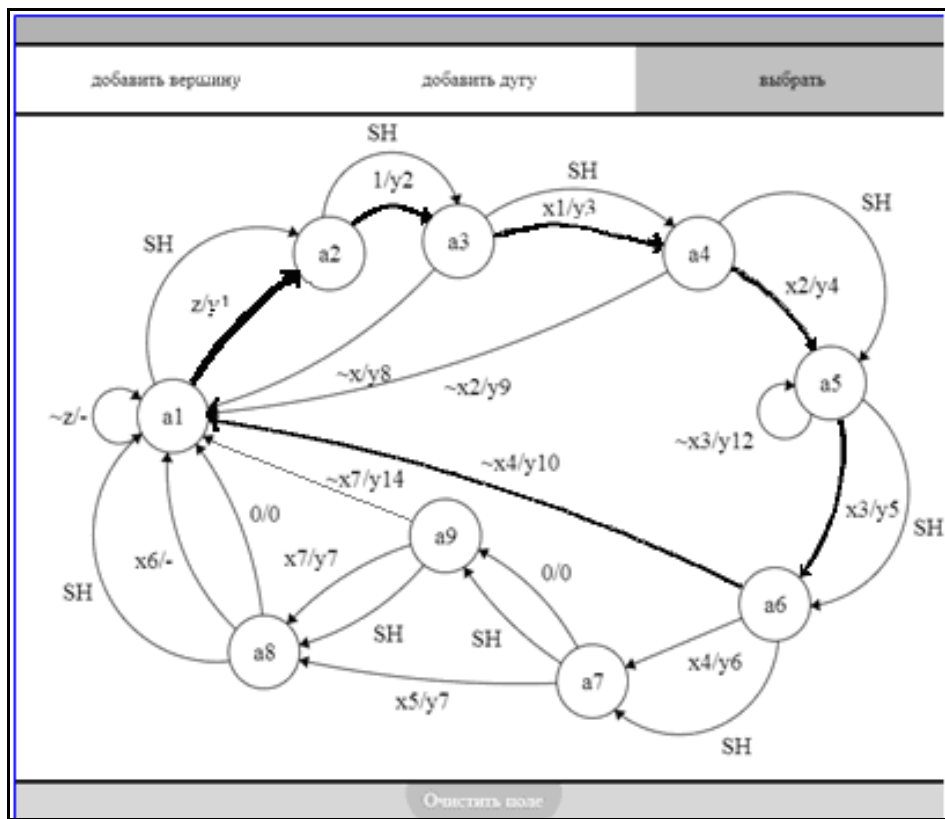 добавить вершину
добавить дугу
выбрать
SH
1/y2
SH
x1/y3
SH
SH
a2
a3
a4
x2/y4
z/y1
~x/y8
~x2/y9
a5
~z/-
a1
~x3/y12
~x4/y10
~x7/y14
x3/y5
0/0
SH
a9
x6/-
x7/y7
0/0
SH
a6
SH
SH
a8
x4/y6
a7
x5/y7
SH
Очистить поле